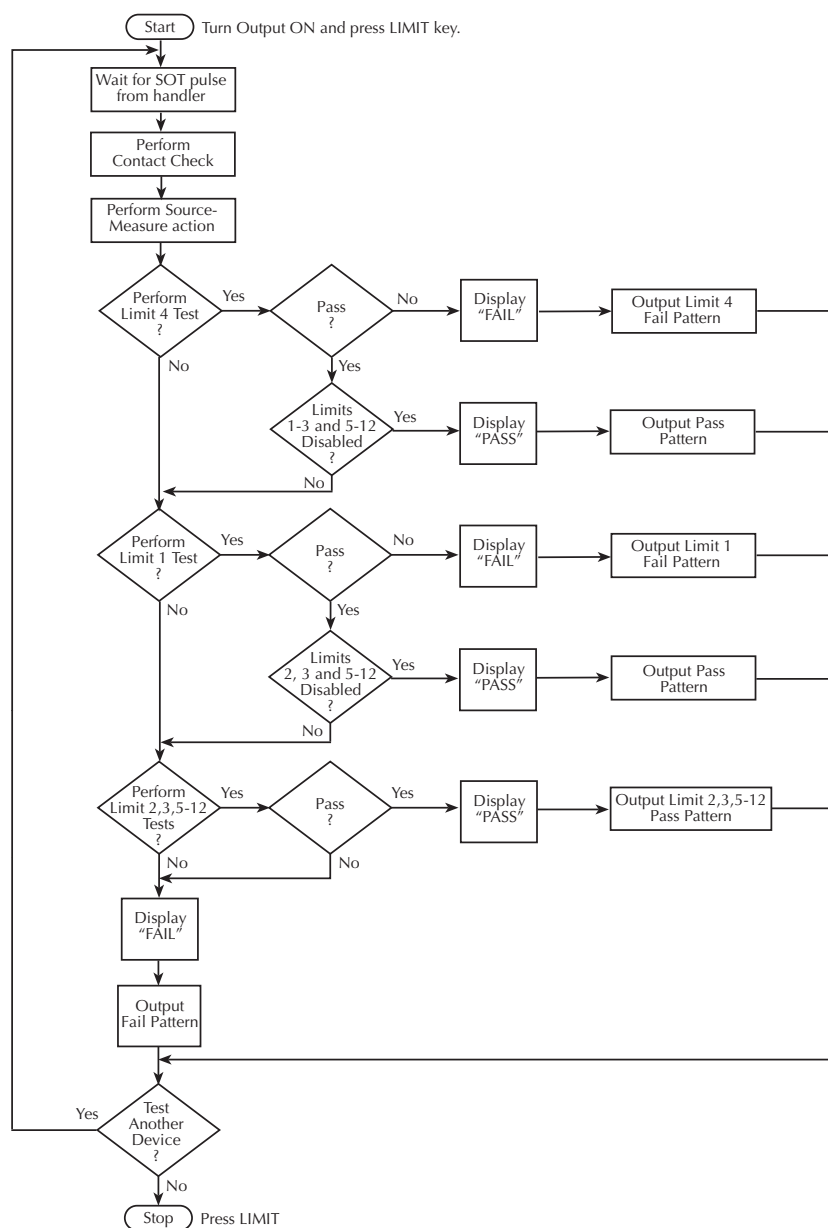 Start
Turn Output ON and press LIMIT key.
Wait for SOT pulse
from handler
Perform
Contact Check
Perform Source-
Measure action
Perform
Limit 4 Test
?
Yes
Pass
?
No
Display
“FAIL”
Output Limit 4
Fail Pattern
No
Yes
Limits
1-3 and 5-12
Disabled
?
Yes
Display
“PASS”
Output Pass
Pattern
No
Perform
Limit 1 Test
?
Yes
Pass
?
No
Display
“FAIL”
Output Limit 1
Fail Pattern
No
Yes
Limits
2, 3 and 5-12
Disabled
?
Yes
Display
“PASS”
Output Pass
Pattern
No
Perform
Limit 2,3,5-12
Tests
?
Yes
Pass
?
Yes
Display
“PASS”
Output Limit 2,3,5-12
Pass Pattern
No
No
Display
“FAIL”
Output
Fail Pattern
Yes
Test
Another
Device
?
No
Stop
Press LIMIT